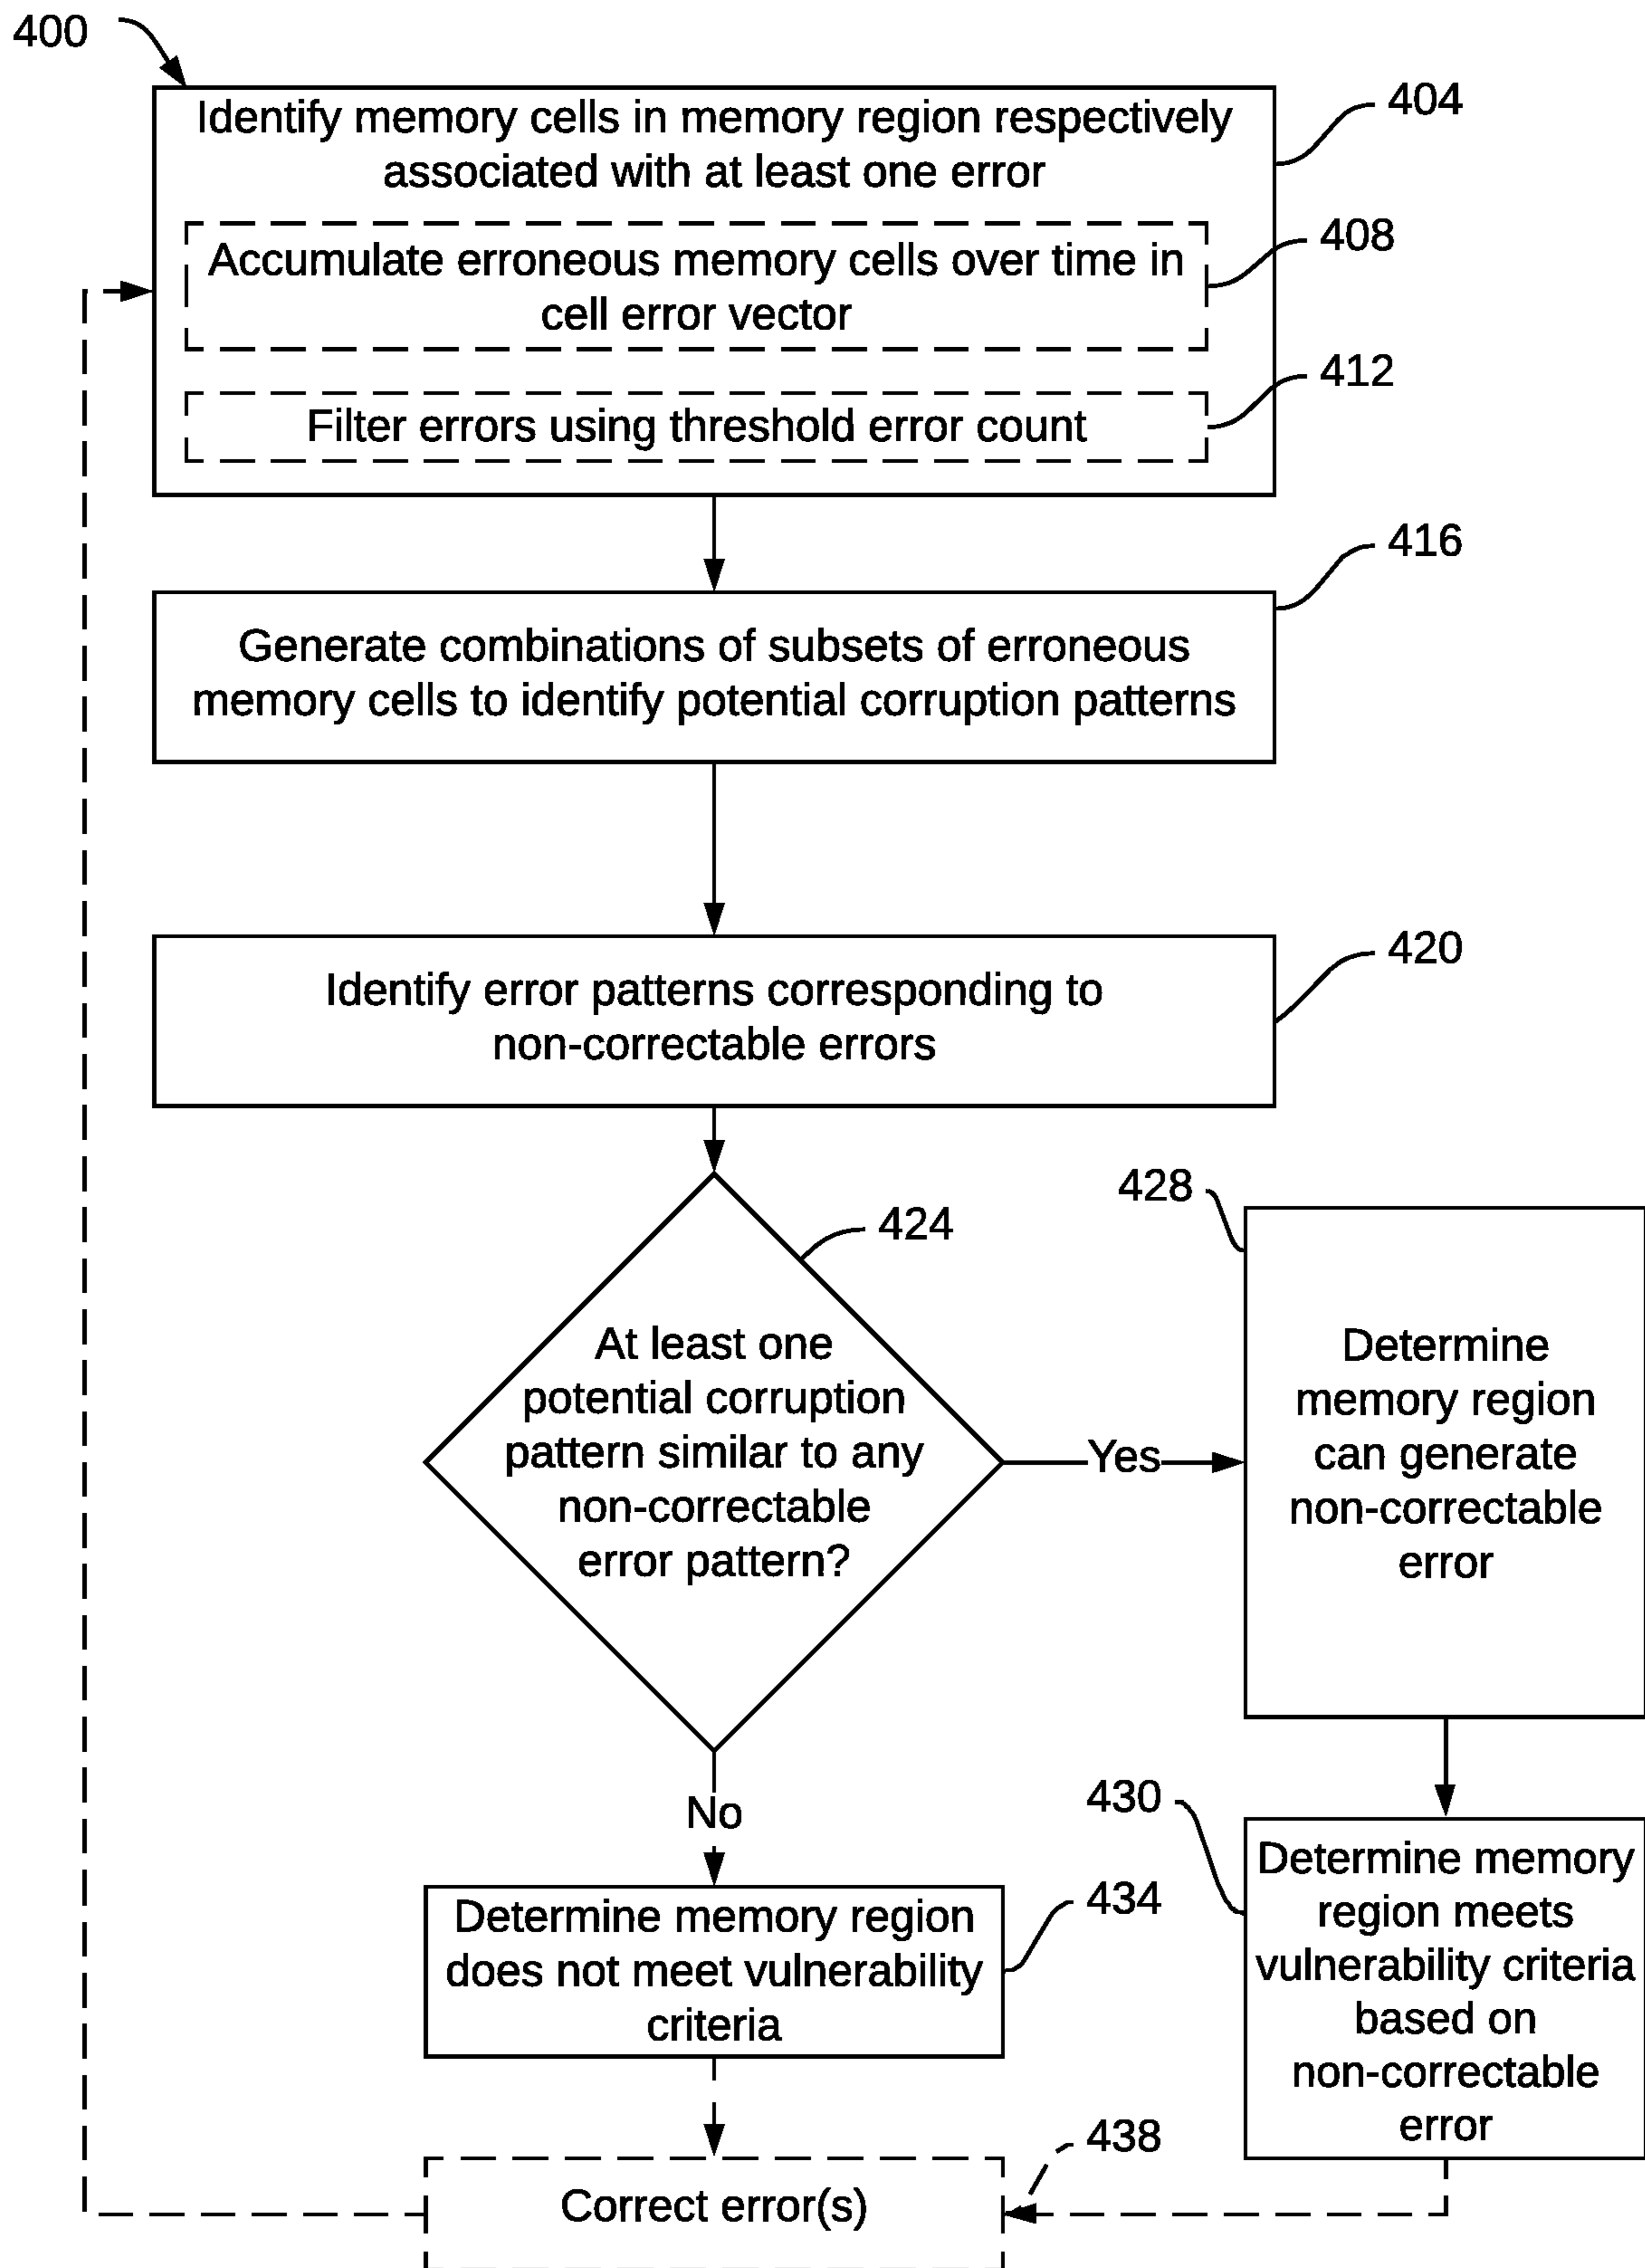 400
Identify memory cells in memory region respectively
associated with at least one error
404
Accumulate erroneous memory cells over time in
cell error vector
408
Filter errors using threshold error count
412
Generate combinations of subsets of erroneous
memory cells to identify potential corruption patterns
416
Identify error patterns corresponding to
non-correctable errors
420
At least one
potential corruption
pattern similar to any
non-correctable
error pattern?
424
Yes
428
Determine
memory region
can generate
non-correctable
error
No
430
Determine memory
region meets
vulnerability criteria
based on
non-correctable
error
Determine memory region
does not meet vulnerability
criteria
434
Correct error(s)
438